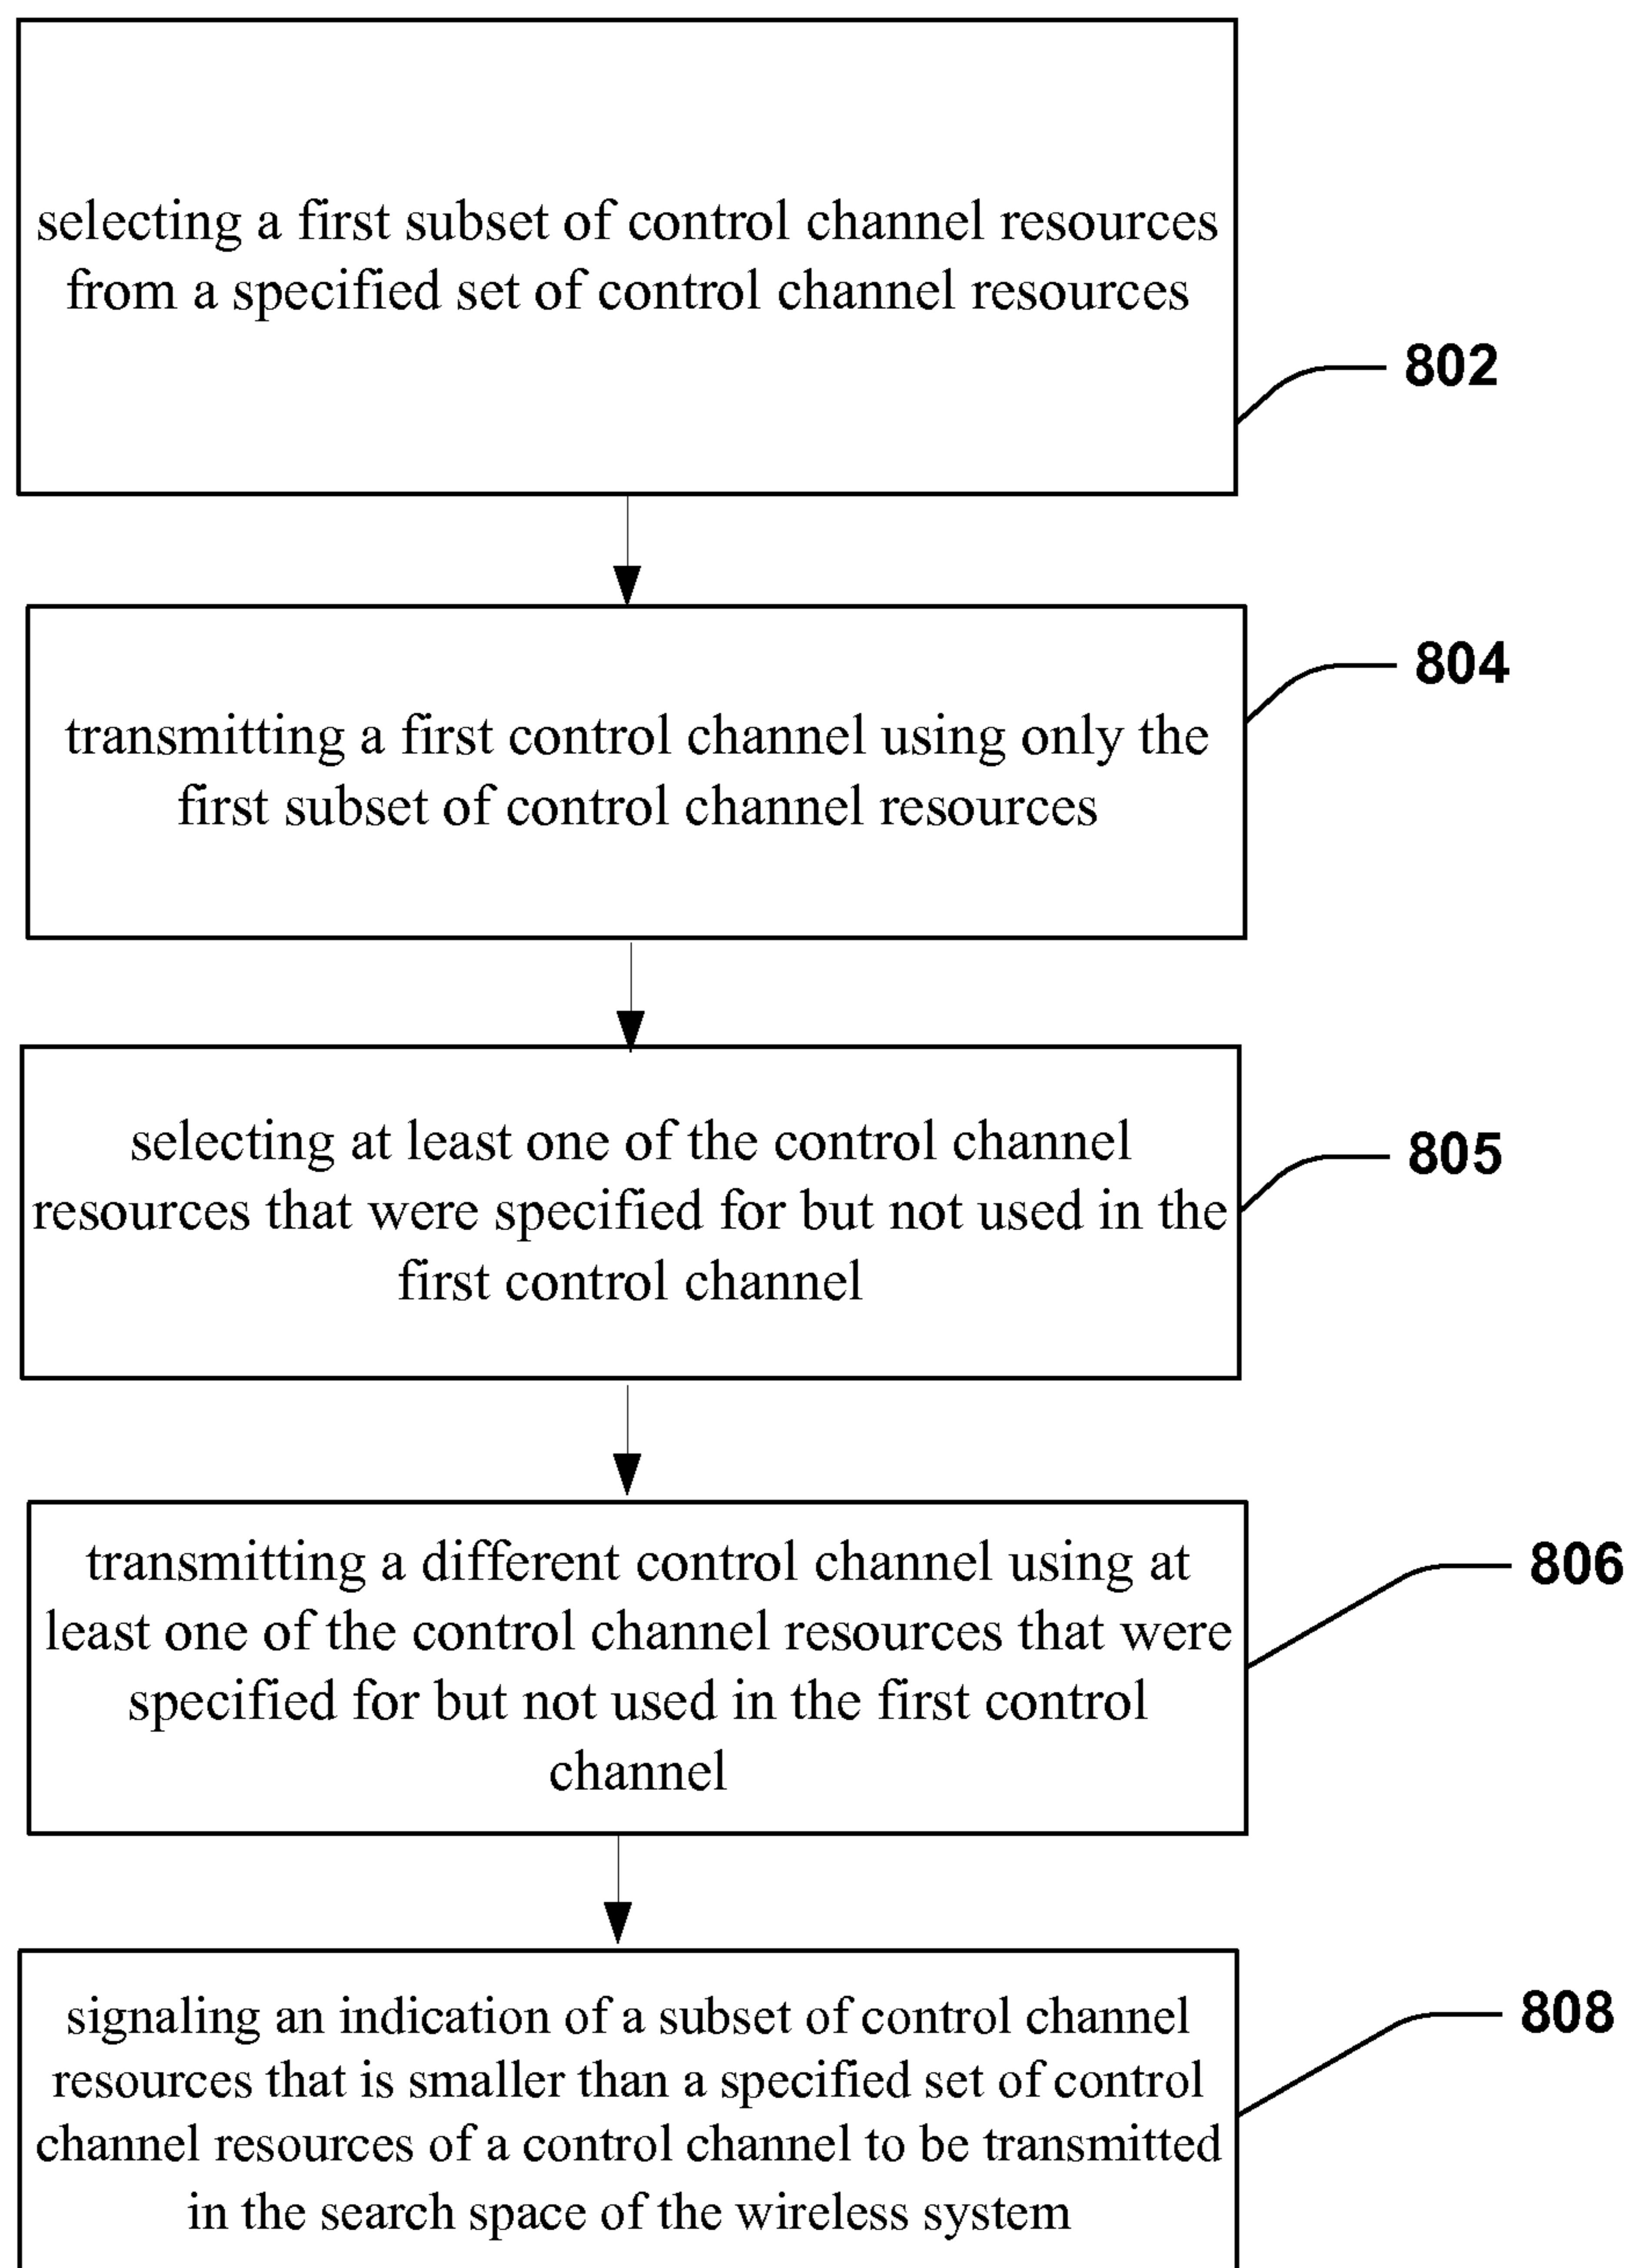 selecting a first subset of control channel resources
from a specified set of control channel resources
802
804
transmitting a first control channel using only the
first subset of control channel resources
selecting at least one of the control channel
805
resources that were specified for but not used in the
first control channel
transmitting a different control channel using at
806
least one of the control channel resources that were
specified for but not used in the first control
channel
signaling an indication of a subset of control channel
808
resources that is smaller than a specified set of control
channel resources of a control channel to be transmitted
in the search space of the wireless system